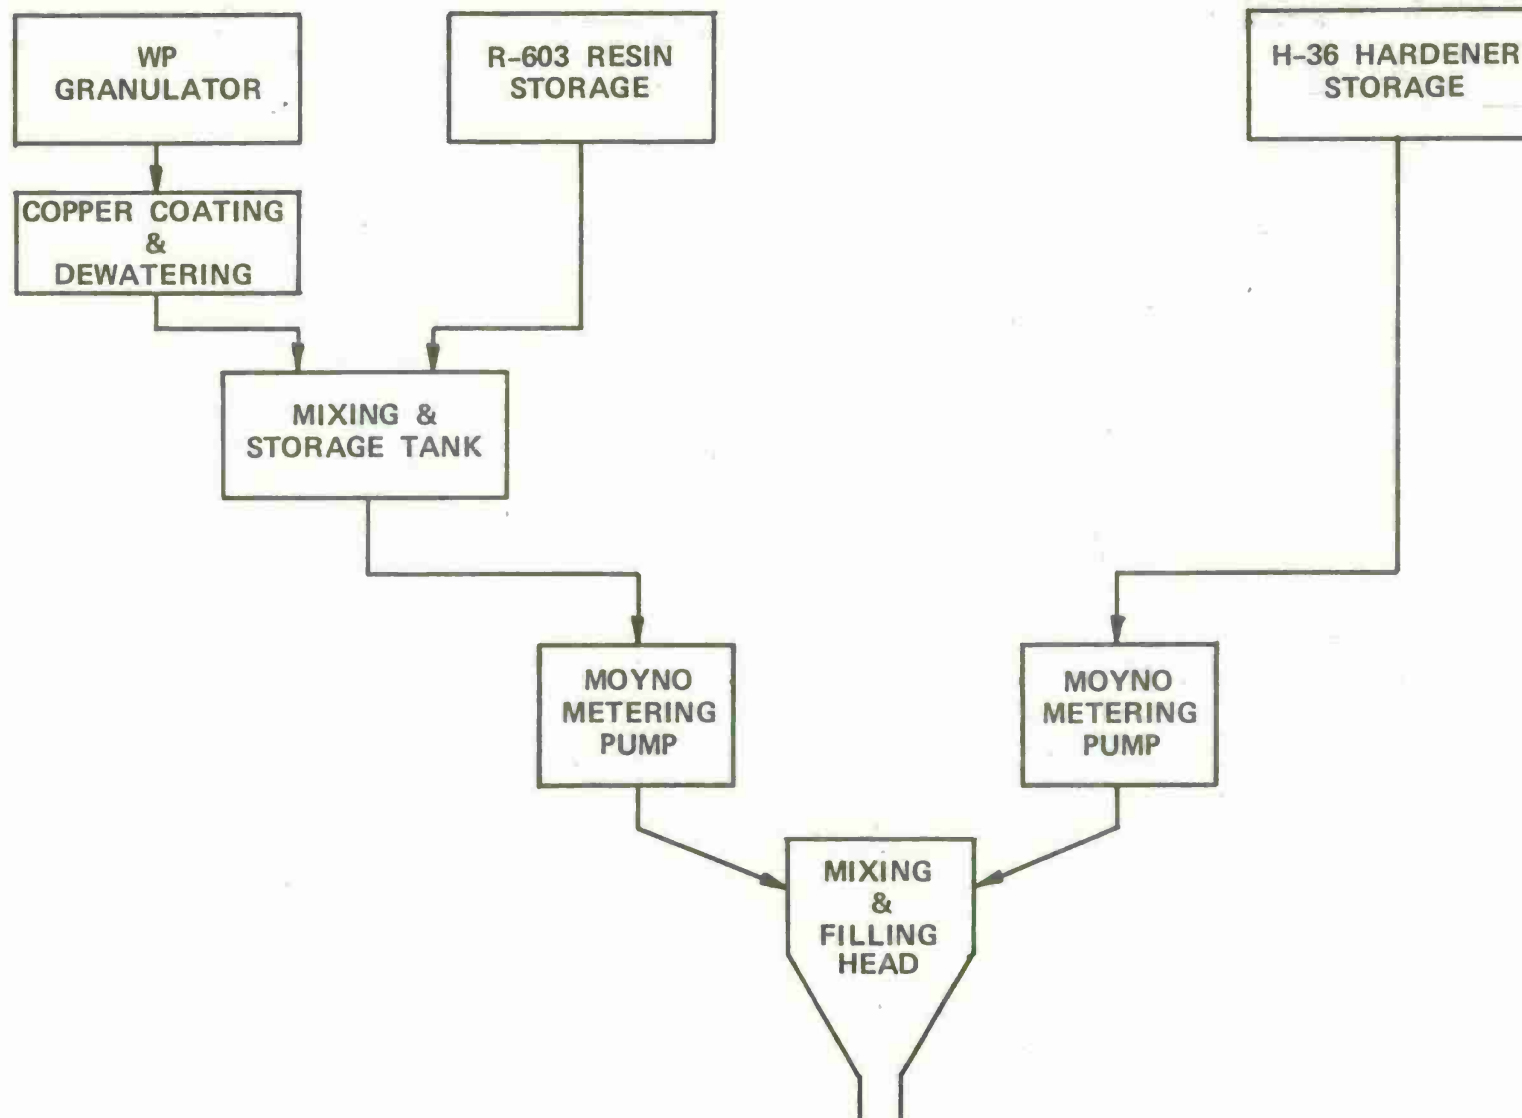 WP
GRANULATOR
R-603 RESIN
STORAGE
H-36 HARDENER
STORAGE
COPPER COATING
&
DEWATERING
MIXING &
STORAGE TANK
MOYNO
METERING
PUMP
MOYNO
METERING
PUMP
MIXING
&
FILLING
HEAD